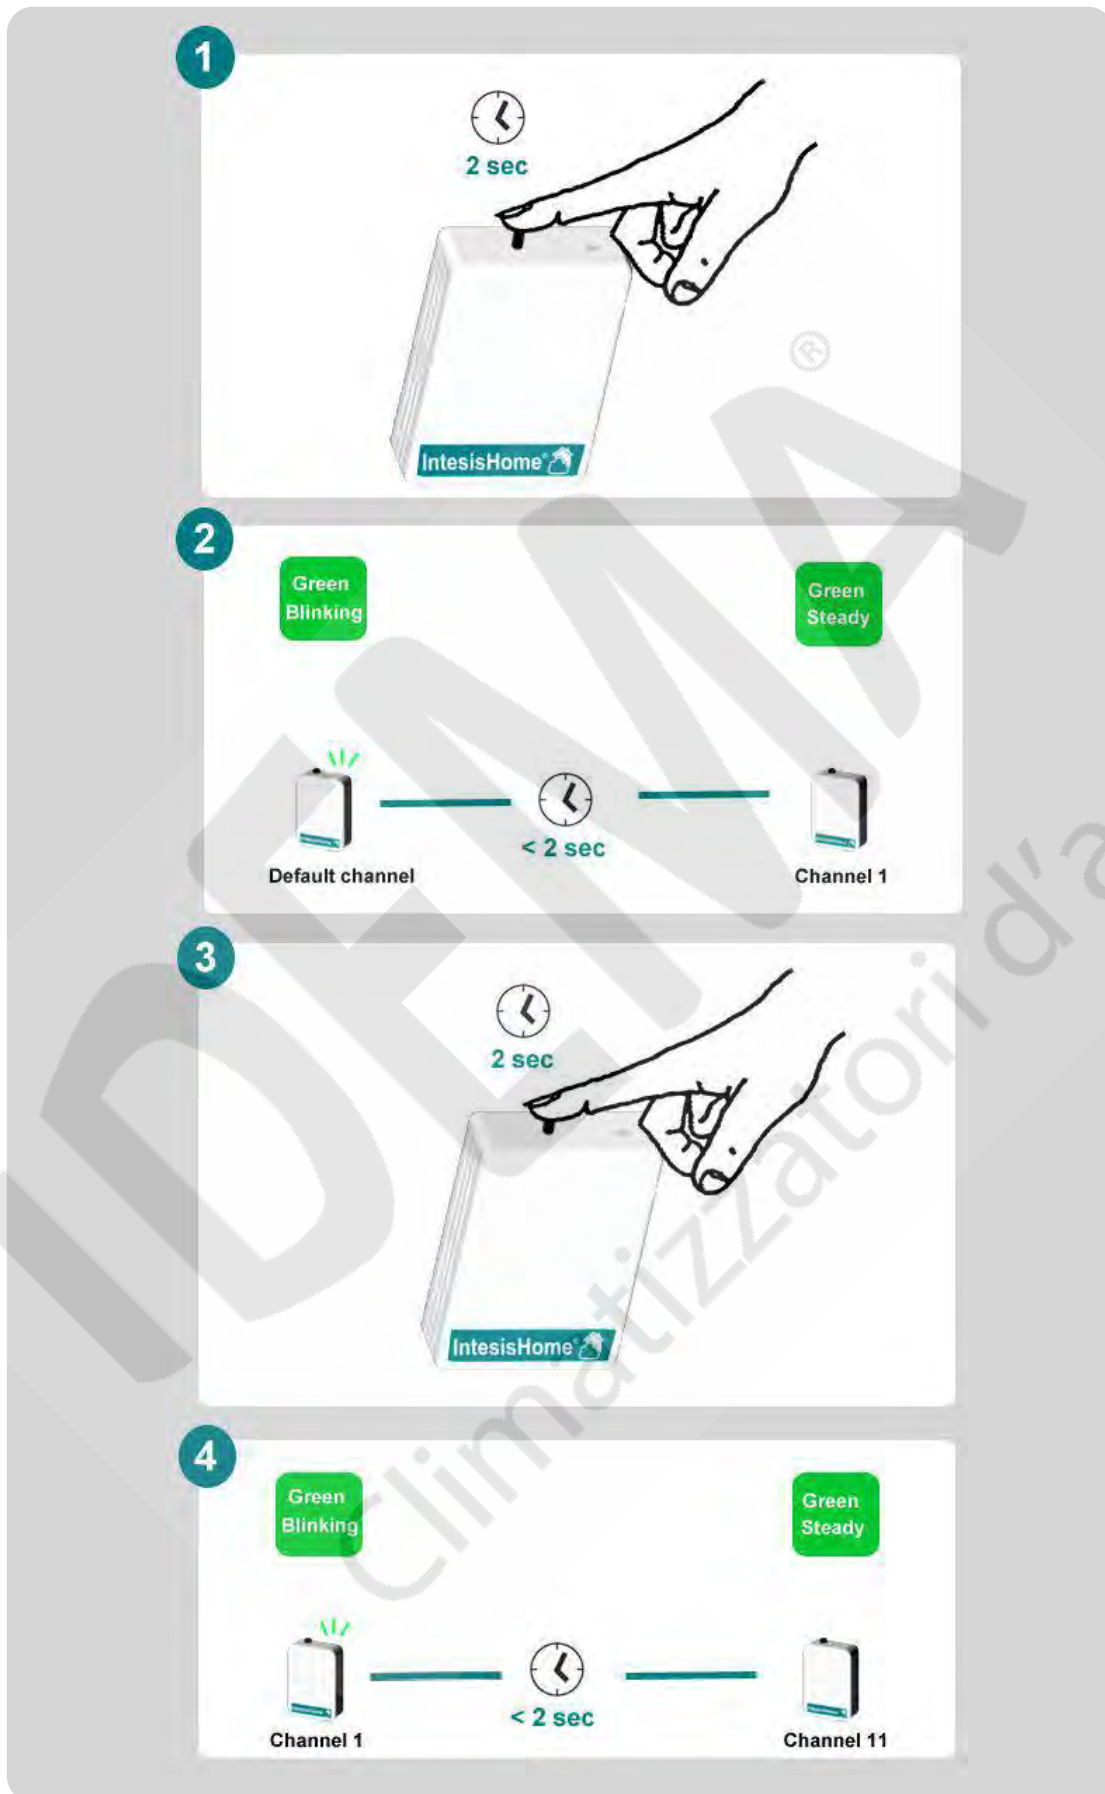 1
2 sec
IntesisHome®
2
Green
Blinking
Green
Steady
< 2 sec
Default channel
Channel 1
3
2 sec
IntesisHome®
4
Green
Blinking
Green
Steady
< 2 sec
Channel 1
Channel 11
IDEMA®
Climatizzatori d'a